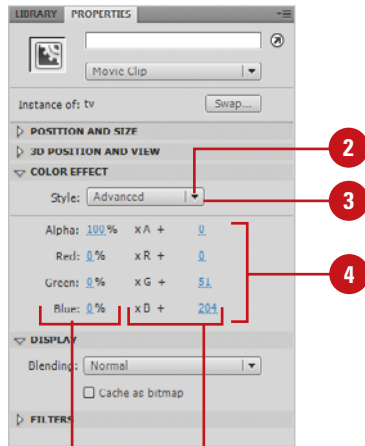 LIBRARY PROPERTIES
Movie Clip
Instance of: tv Swap...
POSITION AND SIZE
3D POSITION AND VIEW
2
COLOR EFFECT
Style: Advanced
3
Alpha: 100 % x A + 0
Red: 0 % x R + 0
4
Green: 0 % x G + 51
Blue: 0 % x B + 204
DISPLAY
Blending: Normal
Cache as bitmap
FILTERS